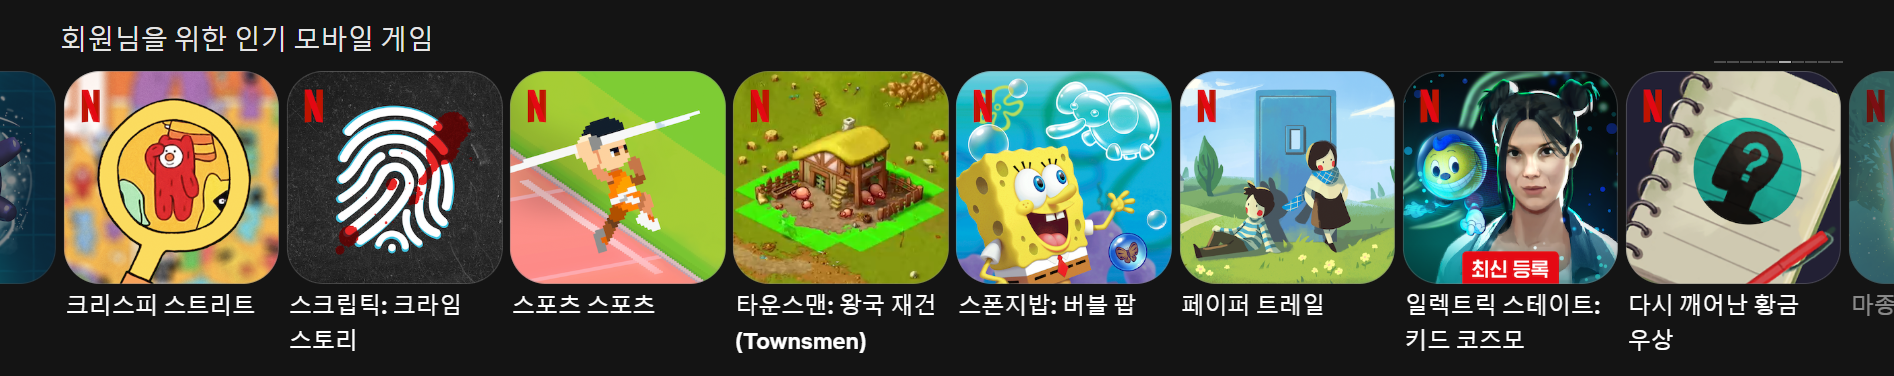 회원님을 위한 인기 모바일 게임
N
N
N
N
N
N
N
N
N
최신 등록
크리스피 스트리트
스크립틱: 크라임
스토리
스포츠 스포츠
타운스맨: 왕국 재건
(Townsmen)
스폰지밥: 버블 팝
페이퍼 트레일
일렉트릭 스테이트:
키드 코즈모
다시 깨어난 황금
우상
마종